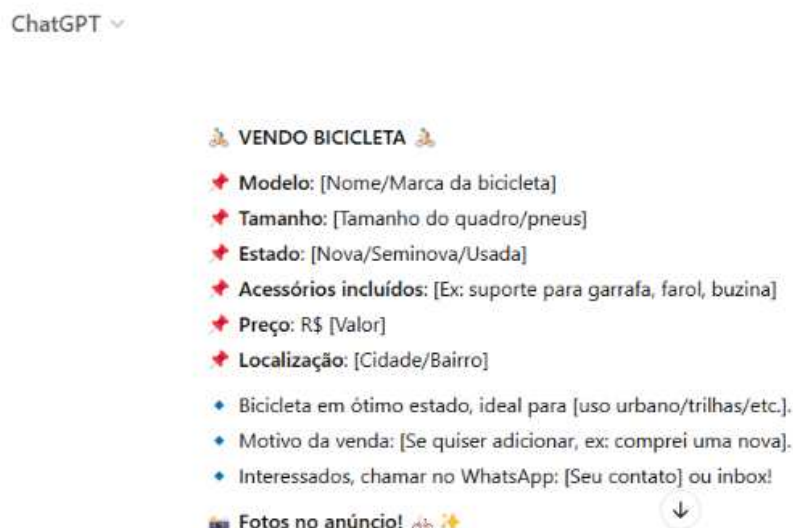 ChatGPT
🚴 VENDO BICICLETA 🚴
📌 Modelo: [Nome/Marca da bicicleta]
📌 Tamanho: [Tamanho do quadro/pneus]
📌 Estado: [Nova/Seminova/Usada]
📌 Acessórios incluídos: [Ex: suporte para garrafa, farol, buzina]
📌 Preço: R$ [Valor]
📌 Localização: [Cidade/Bairro]
🔹 Bicicleta em ótimo estado, ideal para [uso urbano/trilhas/etc.].
🔹 Motivo da venda: [Se quiser adicionar, ex: comprei uma nova].
🔹 Interessados, chamar no WhatsApp: [Seu contato] ou inbox!
📸 Fotos no anúncio! 🚲✨